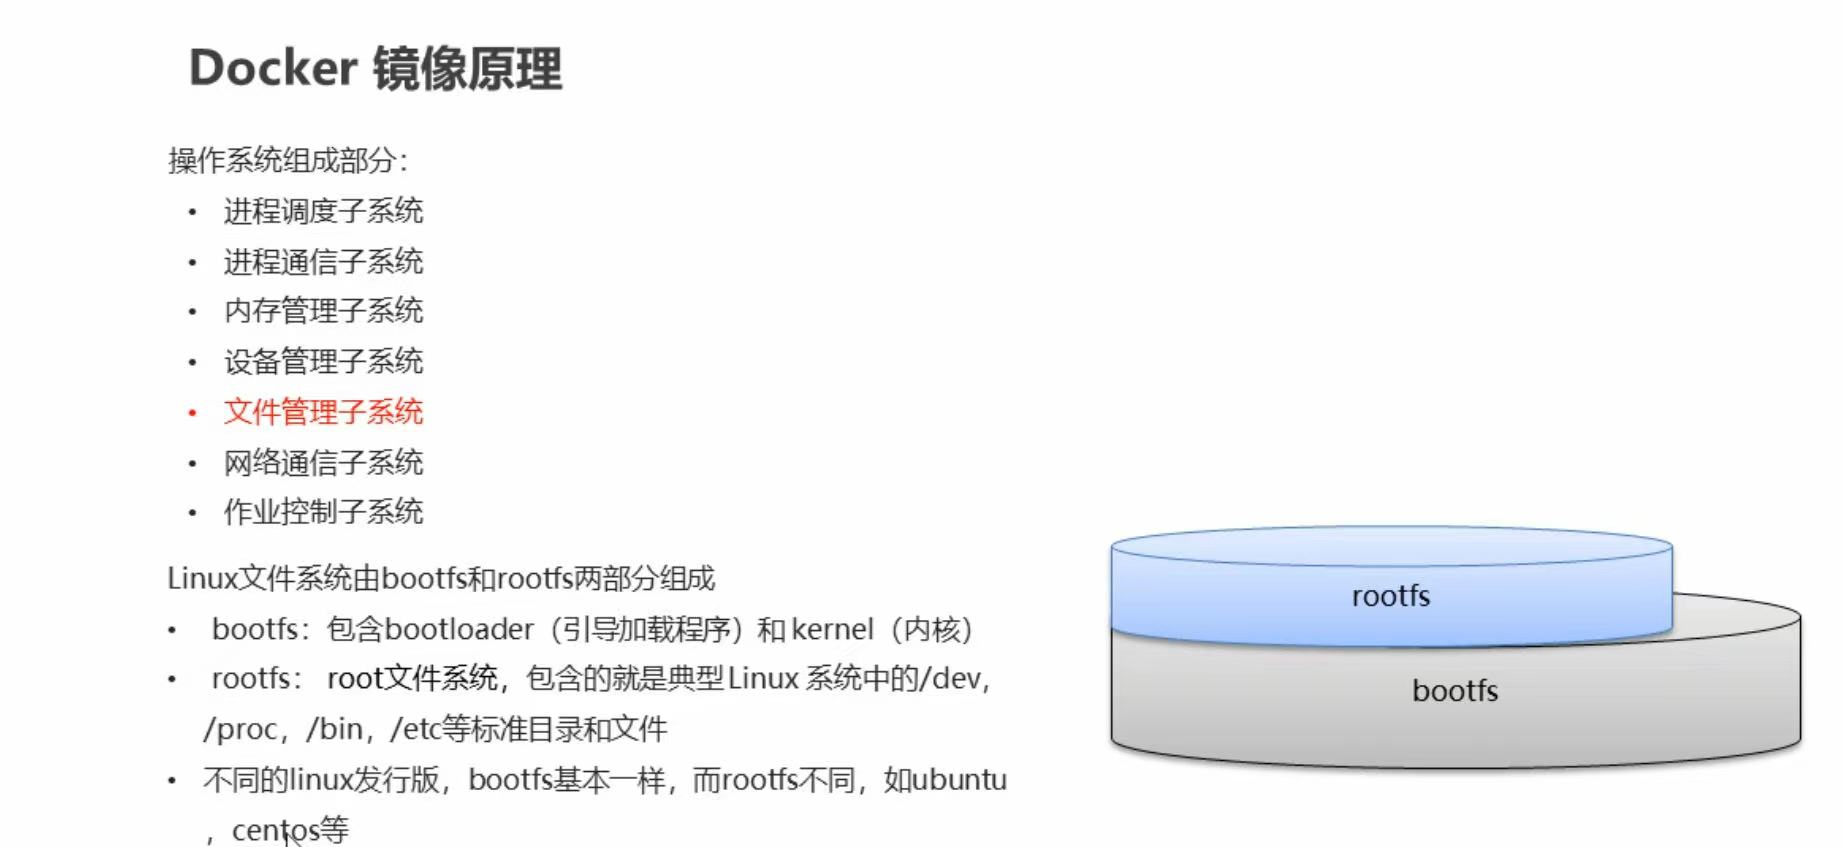 Docker 镜像原理
操作系统组成部分：
• 进程调度子系统
• 进程通信子系统
• 内存管理子系统
• 设备管理子系统
• 文件管理子系统
• 网络通信子系统
• 作业控制子系统
Linux文件系统由bootfs和rootfs两部分组成
• bootfs：包含bootloader（引导加载程序）和 kernel（内核）
• rootfs： root文件系统，包含的就是典型 Linux 系统中的/dev，
/proc，/bin，/etc等标准目录和文件
• 不同的linux发行版，bootfs基本一样，而rootfs不同，如ubuntu
，centos等
rootfs
bootfs